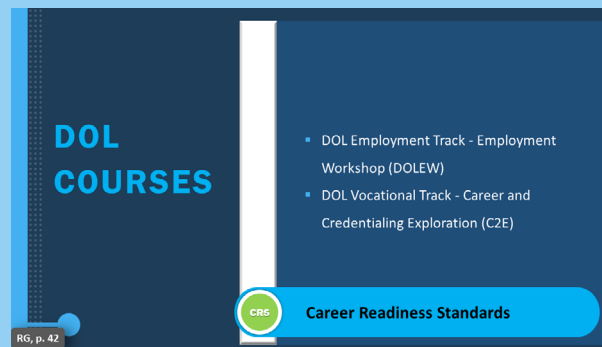 DOL
COURSES
▪ DOL Employment Track - Employment
Workshop (DOLEW)
▪ DOL Vocational Track - Career and
Credentialing Exploration (C2E)
CRS
Career Readiness Standards
RG, p. 42